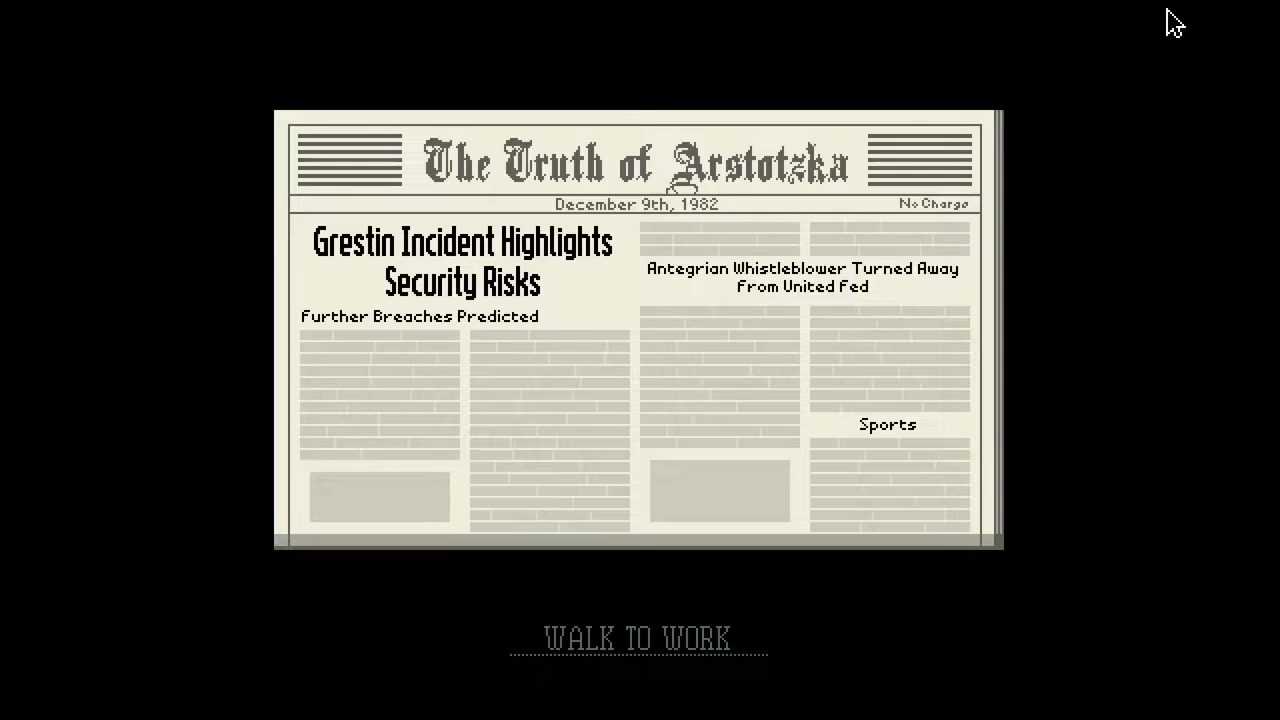 The Truth of Arstotzka
December 9th, 1982
No Charge
Grestin Incident Highlights
Security Risks
Further Breaches Predicted
Antegrian Whistleblower Turned Away
From United Fed
Sports
WALK TO WORK